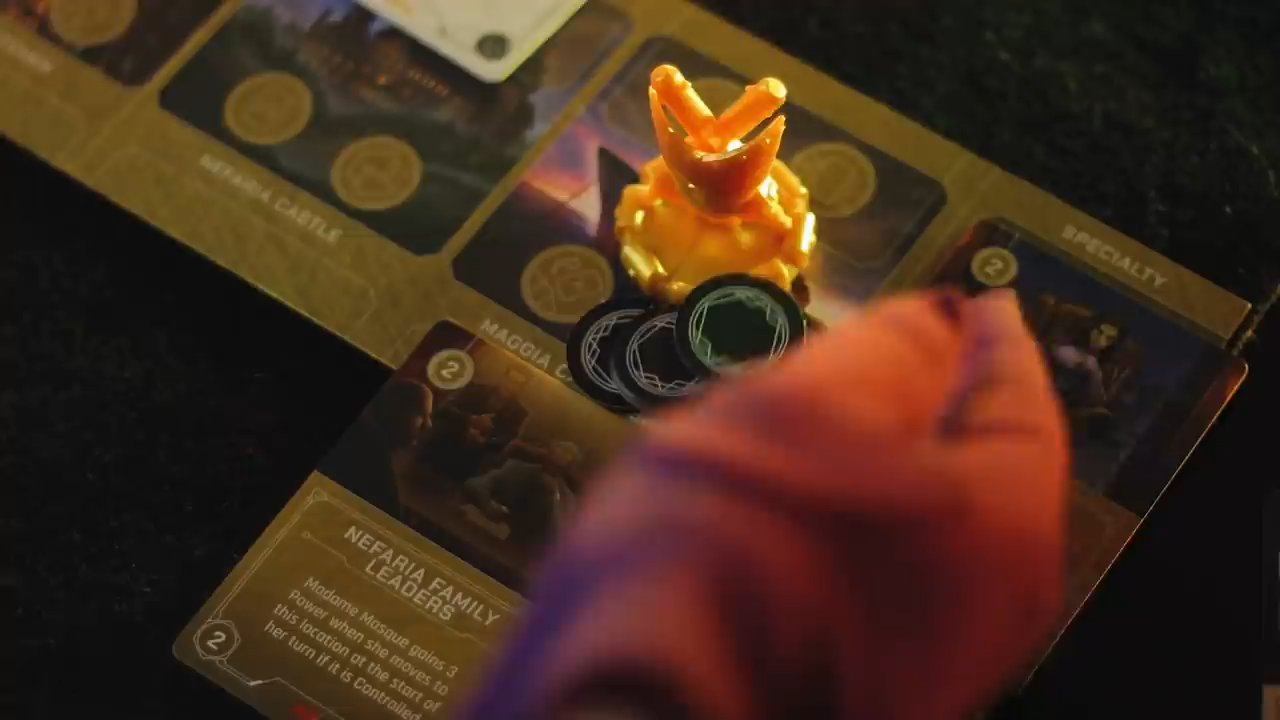 NEFARIA CASTLE
SPECIALTY
2
MAGGIA
2
NEFARIA FAMILY
LEADERS
Madame Masque gains 3
Power when she moves to
this location at the start of
her turn if it is Controlled
2